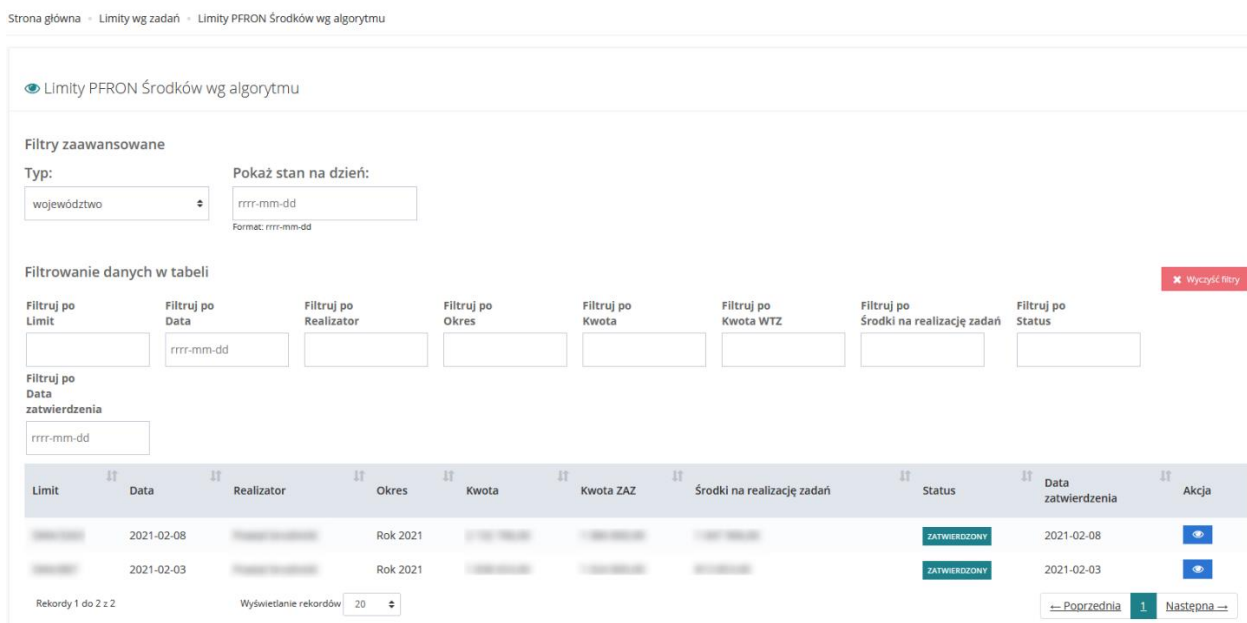 Strona główna Limity wg zadań Limity PFRON Środków wg algorytmu
Limity PFRON Środków wg algorytmu
Filtry zaawansowane
Typ: Pokaż stan na dzień:
województwo rrrr-mm-dd
Format: rrrr-mm-dd
Filtrowanie danych w tabeli
Wyczyść filtry
Filtruj po Filtruj po Filtruj po Filtruj po Filtruj po Filtruj po Filtruj po Filtruj po
Limit Data Realizator Okres Kwota Kwota WTZ Środki na realizację zadań Status
rrrr-mm-dd
Filtruj po
Data
zatwierdzenia
rrrr-mm-dd
Limit Data Realizator Okres Kwota Kwota ZAZ Środki na realizację zadań Status Data zatwierdzenia Akcja
2021-02-08 Rok 2021 ZATWIERDZONY 2021-02-08
2021-02-03 Rok 2021 ZATWIERDZONY 2021-02-03
Rekordy 1 do 2 z 2 Wyświetlanie rekordów 20 ← Poprzednia 1 Następna →